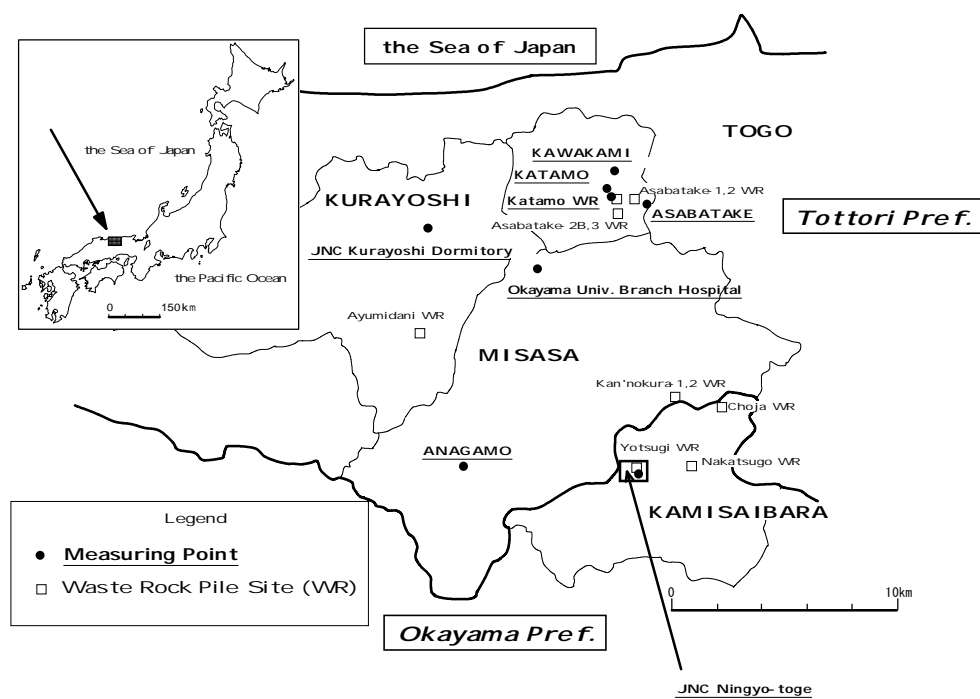 the Sea of Japan
the Sea of Japan
the Pacific Ocean
0 150km
TOGO
KAWAKAMI
KATAMO
Katamo WR
Asabatake-1,2 WR
ASABATAKE
Asabatake-2B,3 WR
KURAYOSHI
JNC Kurayoshi Dormitory
Tottori Pref.
Okayama Univ. Branch Hospital
Ayumidani WR
MISASA
Kan'nokura-1,2 WR
Choja WR
ANAGAMO
Yotsugi WR
Nakatsugo WR
KAMISAIBARA
Legend
Measuring Point
Waste Rock Pile Site (WR)
0 10km
Okayama Pref.
JNC Ningyo-toge